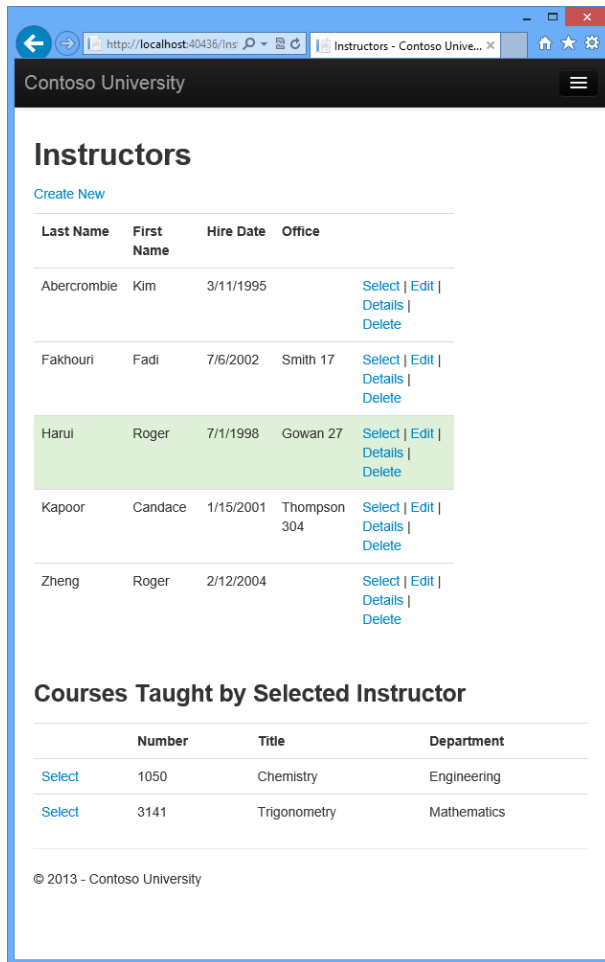 http://localhost:40436/Ins
Instructors - Contoso Unive...
Contoso University
Instructors
Create New
Last Name First Name Hire Date Office
Abercrombie Kim 3/11/1995 Select | Edit |
Details |
Delete
Fakhouri Fadi 7/6/2002 Smith 17 Select | Edit |
Details |
Delete
Harui Roger 7/1/1998 Gowan 27 Select | Edit |
Details |
Delete
Kapoor Candace 1/15/2001 Thompson 304 Select | Edit |
Details |
Delete
Zheng Roger 2/12/2004 Select | Edit |
Details |
Delete
Courses Taught by Selected Instructor
Number Title Department
Select 1050 Chemistry Engineering
Select 3141 Trigonometry Mathematics
© 2013 - Contoso University